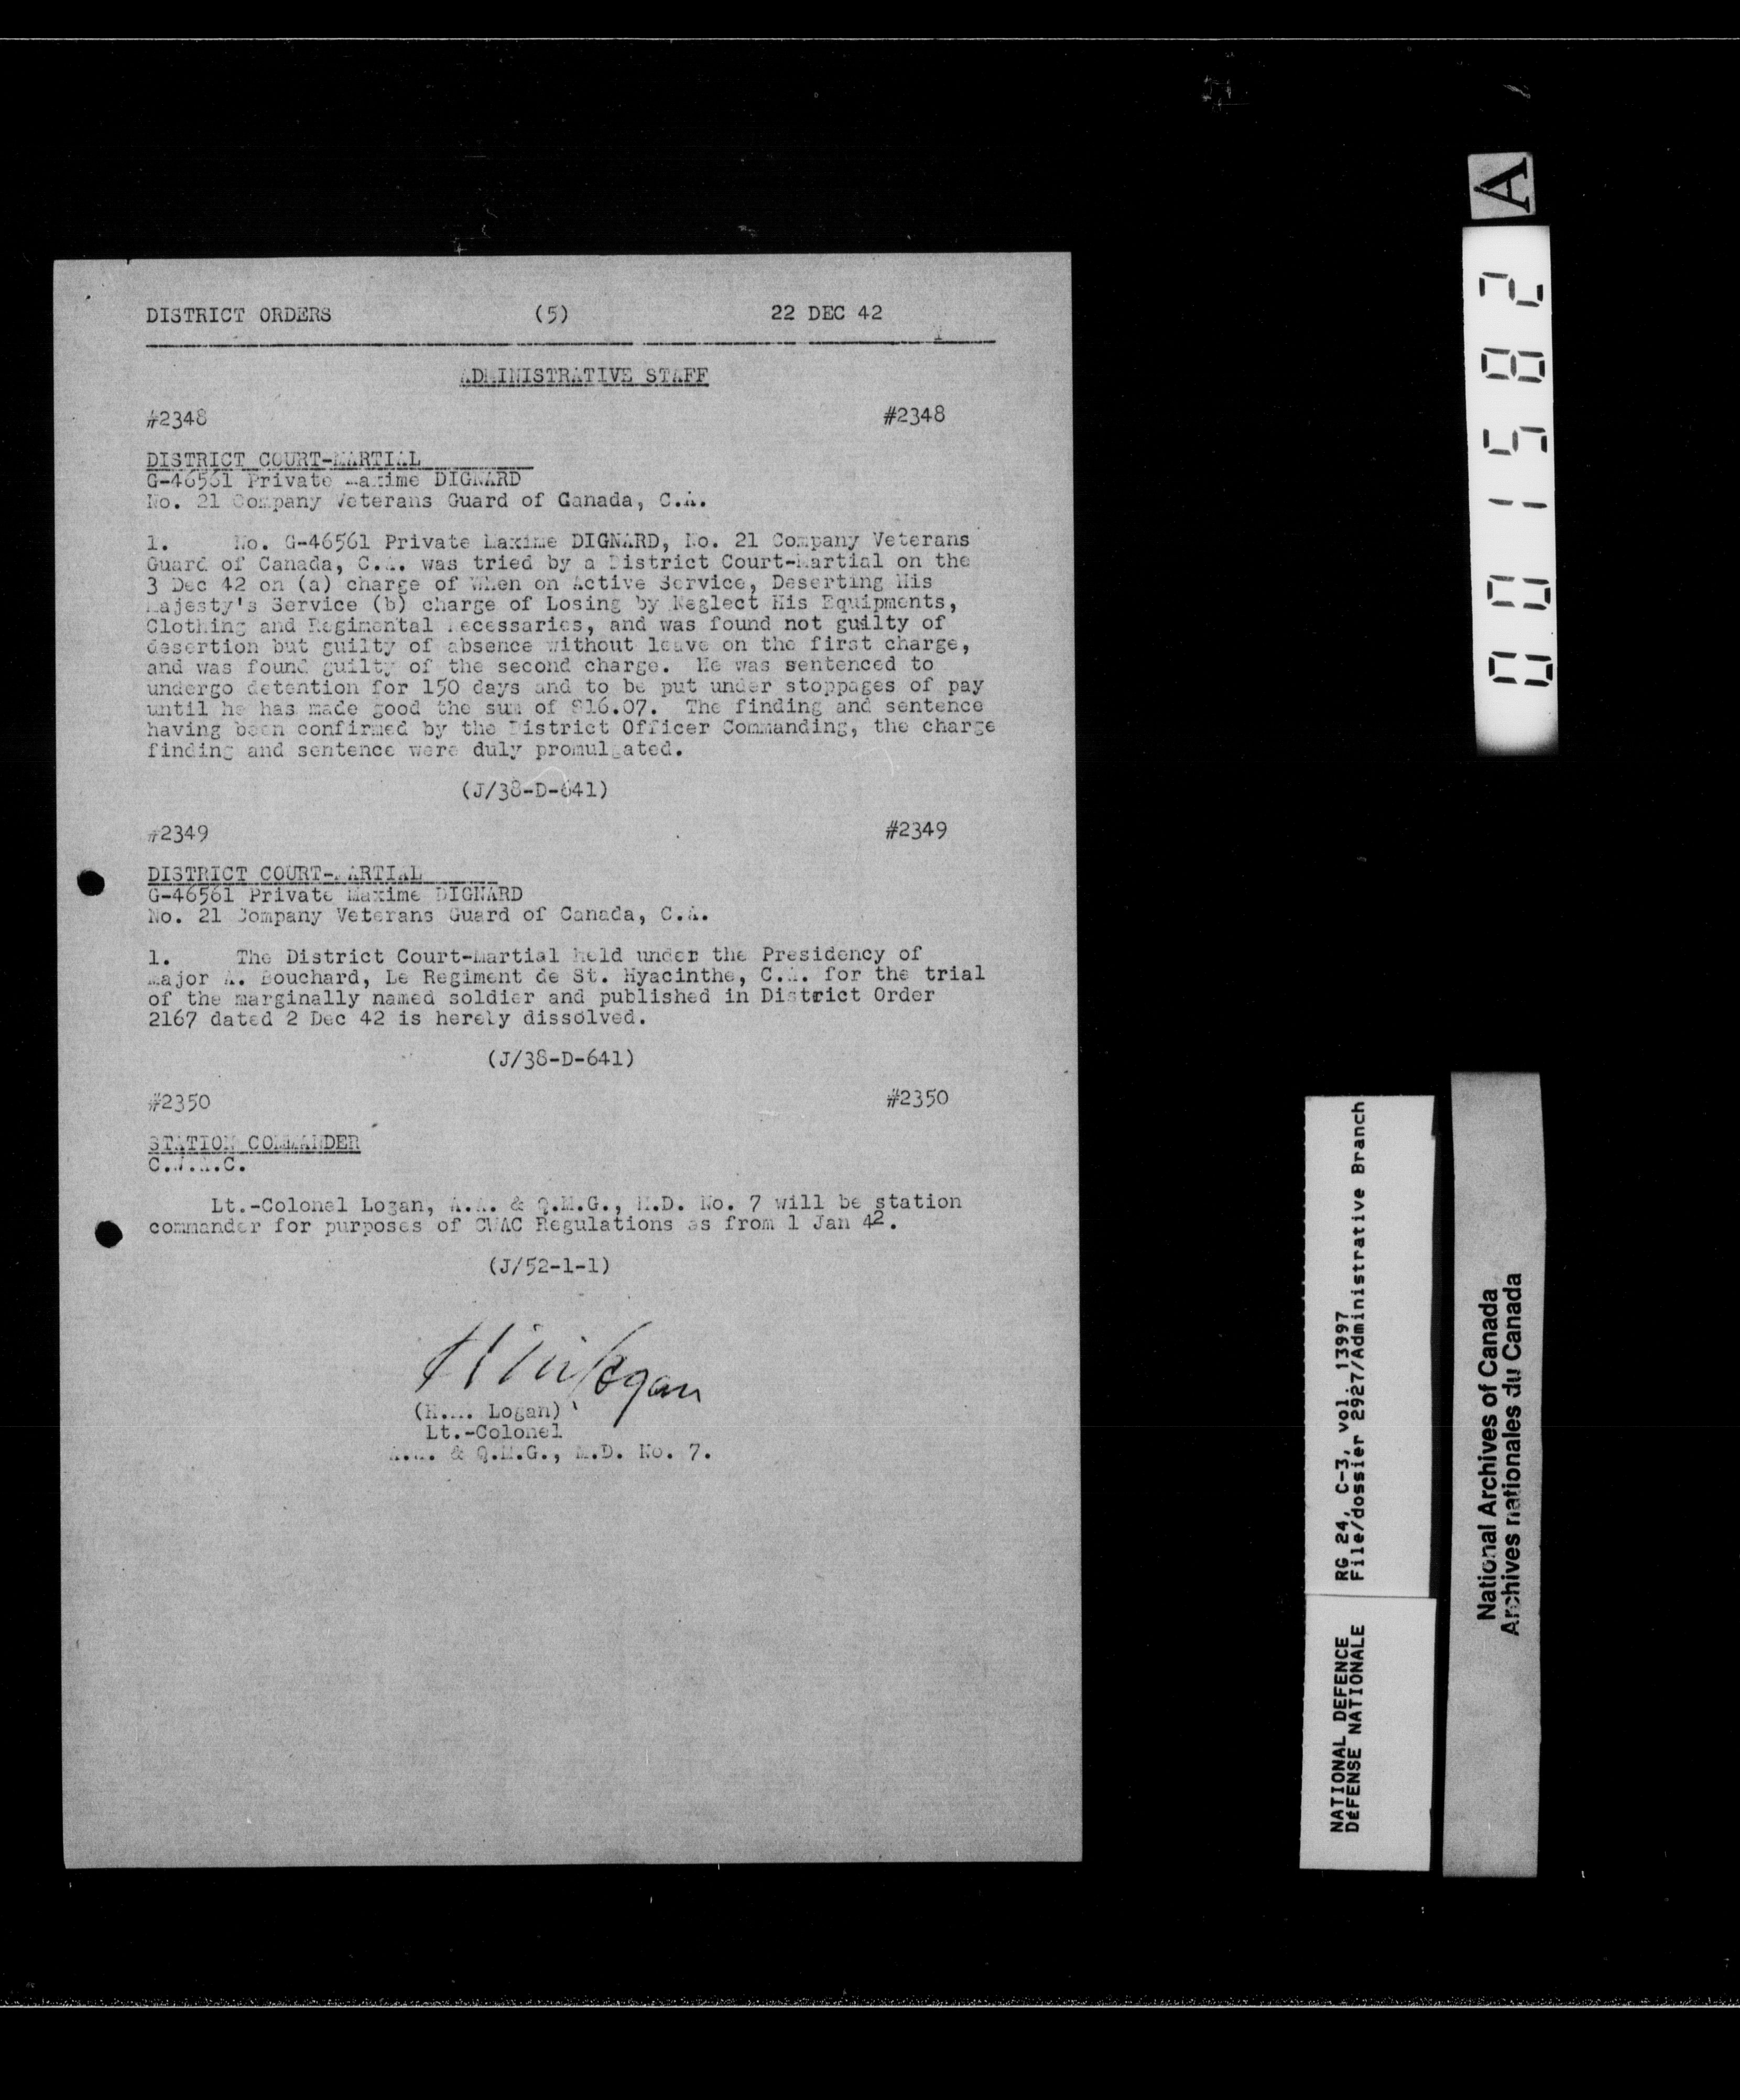 DISTRICT ORDERS (5) 22 DEC 42
ADMINISTRATIVE STAFF
#2348 #2348
DISTRICT COURT-MARTIAL
G-46561 Private Maxime DIGNARD
No. 21 Company Veterans Guard of Canada, C.A.
1. No. G-46561 Private Maxime DIGNARD, No. 21 Company Veterans
Guard of Canada, C.A. was tried by a District Court-Martial on the
3 Dec 42 on (a) charge of When on Active Service, Deserting His
Majesty's Service (b) charge of Losing by Neglect His Equipments,
Clothing and Regimental Necessaries, and was found not guilty of
desertion but guilty of absence without leave on the first charge,
and was found guilty of the second charge. He was sentenced to
undergo detention for 150 days and to be put under stoppages of pay
until he has made good the sum of $16.07. The finding and sentence
having been confirmed by the District Officer Commanding, the charge
finding and sentence were duly promulgated.
(J/38-D-641)
#2349 #2349
DISTRICT COURT-MARTIAL
G-46561 Private Maxime DIGNARD
No. 21 Company Veterans Guard of Canada, C.A.
1. The District Court-Martial held under the Presidency of
Major A. Bouchard, Le Regiment de St. Hyacinthe, C.A. for the trial
of the marginally named soldier and published in District Order
2167 dated 2 Dec 42 is hereby dissolved.
(J/38-D-641)
#2350 #2350
STATION COMMANDER
C.W.A.C.
Lt.-Colonel Logan, A.A. & Q.M.G., M.D. No. 7 will be station
commander for purposes of CWAC Regulations as from 1 Jan 42.
(J/52-1-1)
Logan
Logan)
Lt.-Colonel
A.A. & Q.M.G., M.D. No. 7.
A
001582
RG 24, C-3, vol. 13997
File/dossier 2927/Administrative Branch
NATIONAL DEFENCE
DéFENSE NATIONALE
National Archives of Canada
Archives nationales du Canada